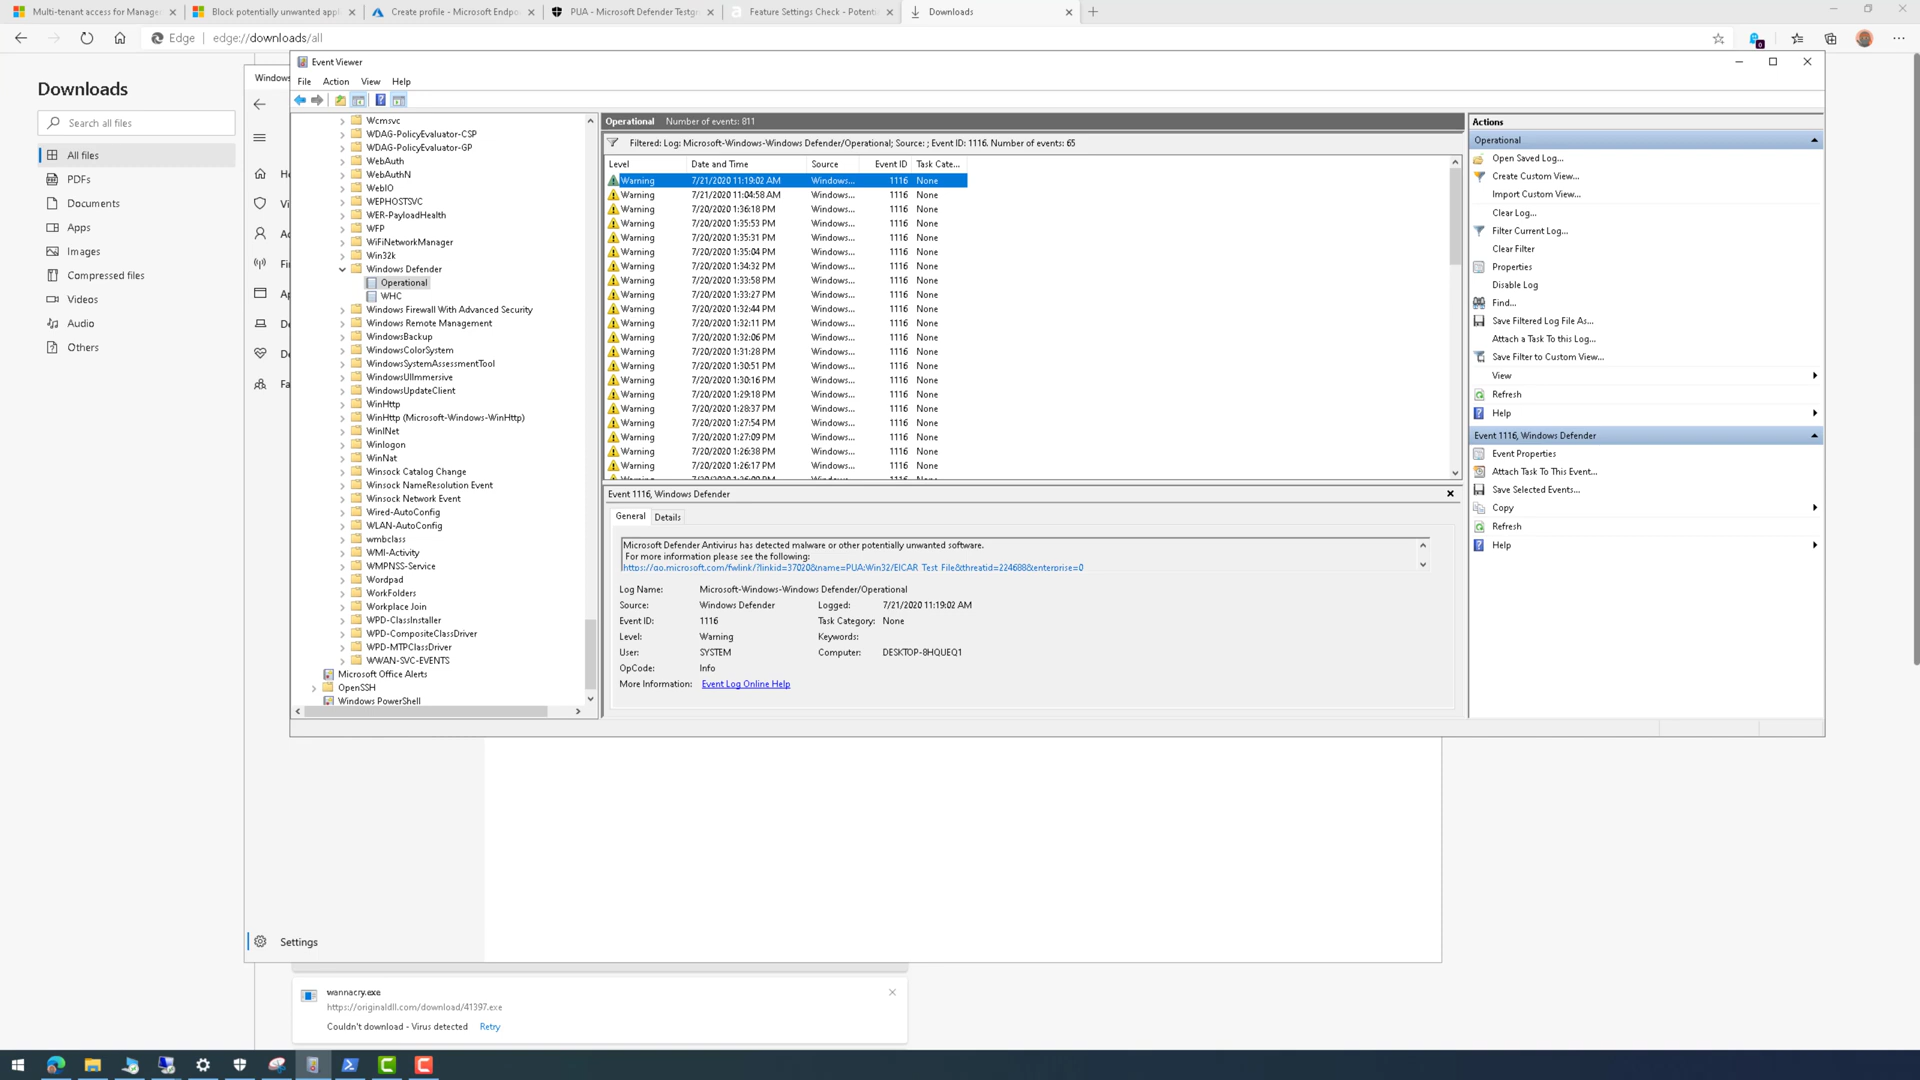 Multi-tenant access for Manage
Block potentially unwanted appl
Create profile - Microsoft Endpo
PUA - Microsoft Defender Testgr
Feature Settings Check - Potenti
Downloads
Edge
edge://downloads/all
Downloads
Search all files
All files
PDFs
Documents
Apps
Images
Compressed files
Videos
Audio
Others
Windows
Settings
Event Viewer
File Action View Help
Wcmsvc
WDAG-PolicyEvaluator-CSP
WDAG-PolicyEvaluator-GP
WebAuth
WebAuthN
WebIO
WEPHOSTSVC
WER-PayloadHealth
WFP
WiFiNetworkManager
Win32k
Windows Defender
Operational
WHC
Windows Firewall With Advanced Security
Windows Remote Management
WindowsBackup
WindowsColorSystem
WindowsSystemAssessmentTool
WindowsUIImmersive
WindowsUpdateClient
WinHttp
WinHttp (Microsoft-Windows-WinHttp)
WinINet
Winlogon
WinNat
Winsock Catalog Change
Winsock NameResolution Event
Winsock Network Event
Wired-AutoConfig
WLAN-AutoConfig
wmbclass
WMI-Activity
WMPNSS-Service
Wordpad
WorkFolders
Workplace Join
WPD-ClassInstaller
WPD-CompositeClassDriver
WPD-MTPClassDriver
WWAN-SVC-EVENTS
Microsoft Office Alerts
OpenSSH
Windows PowerShell
Operational Number of events: 811
Filtered: Log: Microsoft-Windows-Windows Defender/Operational; Source: ; Event ID: 1116. Number of events: 65
Level Date and Time Source Event ID Task Cate...
Warning 7/21/2020 11:19:02 AM Windows... 1116 None
Warning 7/21/2020 11:04:58 AM Windows... 1116 None
Warning 7/20/2020 1:36:18 PM Windows... 1116 None
Warning 7/20/2020 1:35:53 PM Windows... 1116 None
Warning 7/20/2020 1:35:31 PM Windows... 1116 None
Warning 7/20/2020 1:35:04 PM Windows... 1116 None
Warning 7/20/2020 1:34:32 PM Windows... 1116 None
Warning 7/20/2020 1:33:58 PM Windows... 1116 None
Warning 7/20/2020 1:33:27 PM Windows... 1116 None
Warning 7/20/2020 1:32:44 PM Windows... 1116 None
Warning 7/20/2020 1:32:11 PM Windows... 1116 None
Warning 7/20/2020 1:32:06 PM Windows... 1116 None
Warning 7/20/2020 1:31:28 PM Windows... 1116 None
Warning 7/20/2020 1:30:51 PM Windows... 1116 None
Warning 7/20/2020 1:30:16 PM Windows... 1116 None
Warning 7/20/2020 1:29:18 PM Windows... 1116 None
Warning 7/20/2020 1:28:37 PM Windows... 1116 None
Warning 7/20/2020 1:27:54 PM Windows... 1116 None
Warning 7/20/2020 1:27:09 PM Windows... 1116 None
Warning 7/20/2020 1:26:38 PM Windows... 1116 None
Warning 7/20/2020 1:26:17 PM Windows... 1116 None
Event 1116, Windows Defender
General Details
Microsoft Defender Antivirus has detected malware or other potentially unwanted software.
For more information please see the following:
https://go.microsoft.com/fwlink/?linkid=37020&name=PUA:Win32/EICAR_Test_File&threatid=224688&enterprise=0
Log Name: Microsoft-Windows-Windows Defender/Operational
Source: Windows Defender Logged: 7/21/2020 11:19:02 AM
Event ID: 1116 Task Category: None
Level: Warning Keywords:
User: SYSTEM Computer: DESKTOP-8HQUEQ1
OpCode: Info
More Information: Event Log Online Help
Actions
Operational
Open Saved Log...
Create Custom View...
Import Custom View...
Clear Log...
Filter Current Log...
Clear Filter
Properties
Disable Log
Find...
Save Filtered Log File As...
Attach a Task To this Log...
Save Filter to Custom View...
View
Refresh
Help
Event 1116, Windows Defender
Event Properties
Attach Task To This Event...
Save Selected Events...
Copy
Refresh
Help
wannacry.exe
https://originaldll.com/download/41397.exe
Couldn't download - Virus detected Retry